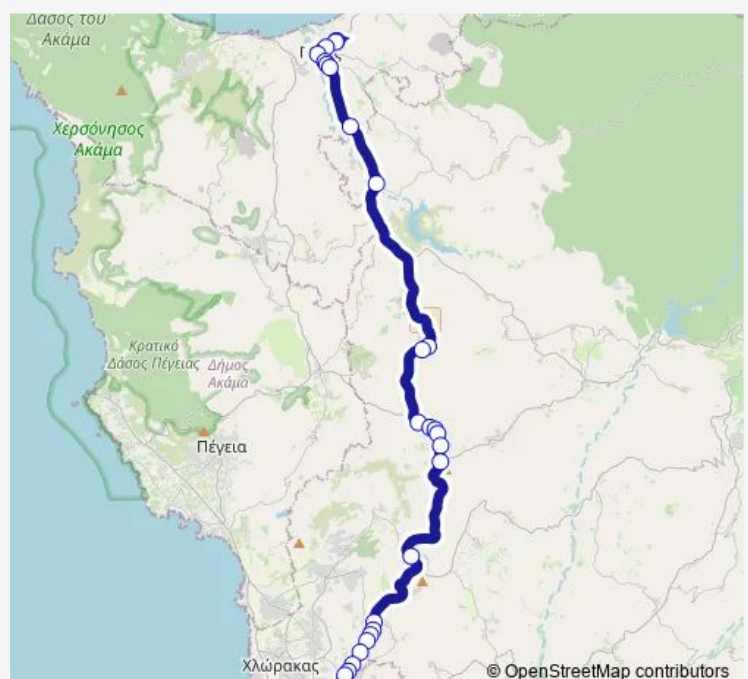 Δάσος του
Ακάμα
Χερσόνησος
Ακάμα
Κρατικό
Δάσος Πέγειας
Δήμος
Ακάμα
Πέγεια
Χλώρακας
© OpenStreetMap contributors